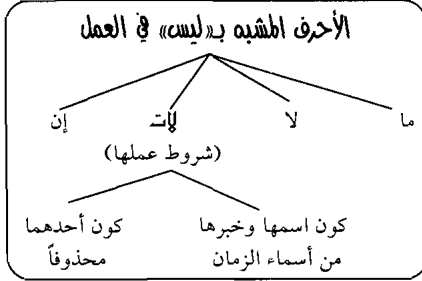 الأحرف المشبه بـ«ليس» في العمل
ما لا لات إن
(شروط عملها)
كون اسمها وخبرها كون أحدهما
من أسماء الزمان محذوفاً